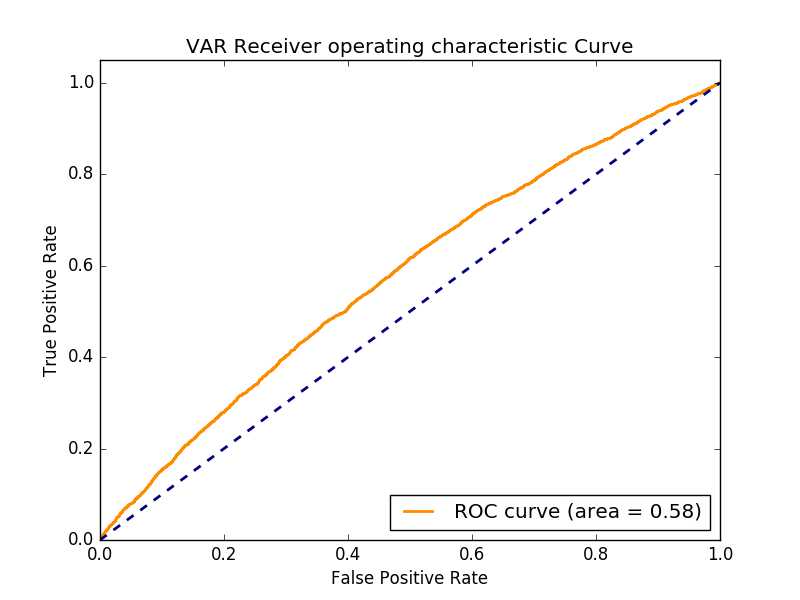 VAR Receiver operating characteristic Curve
1.0
0.8
0.6
0.4
0.2
0.0
True Positive Rate
ROC curve (area = 0.58)
0.0 0.2 0.4 0.6 0.8 1.0
False Positive Rate